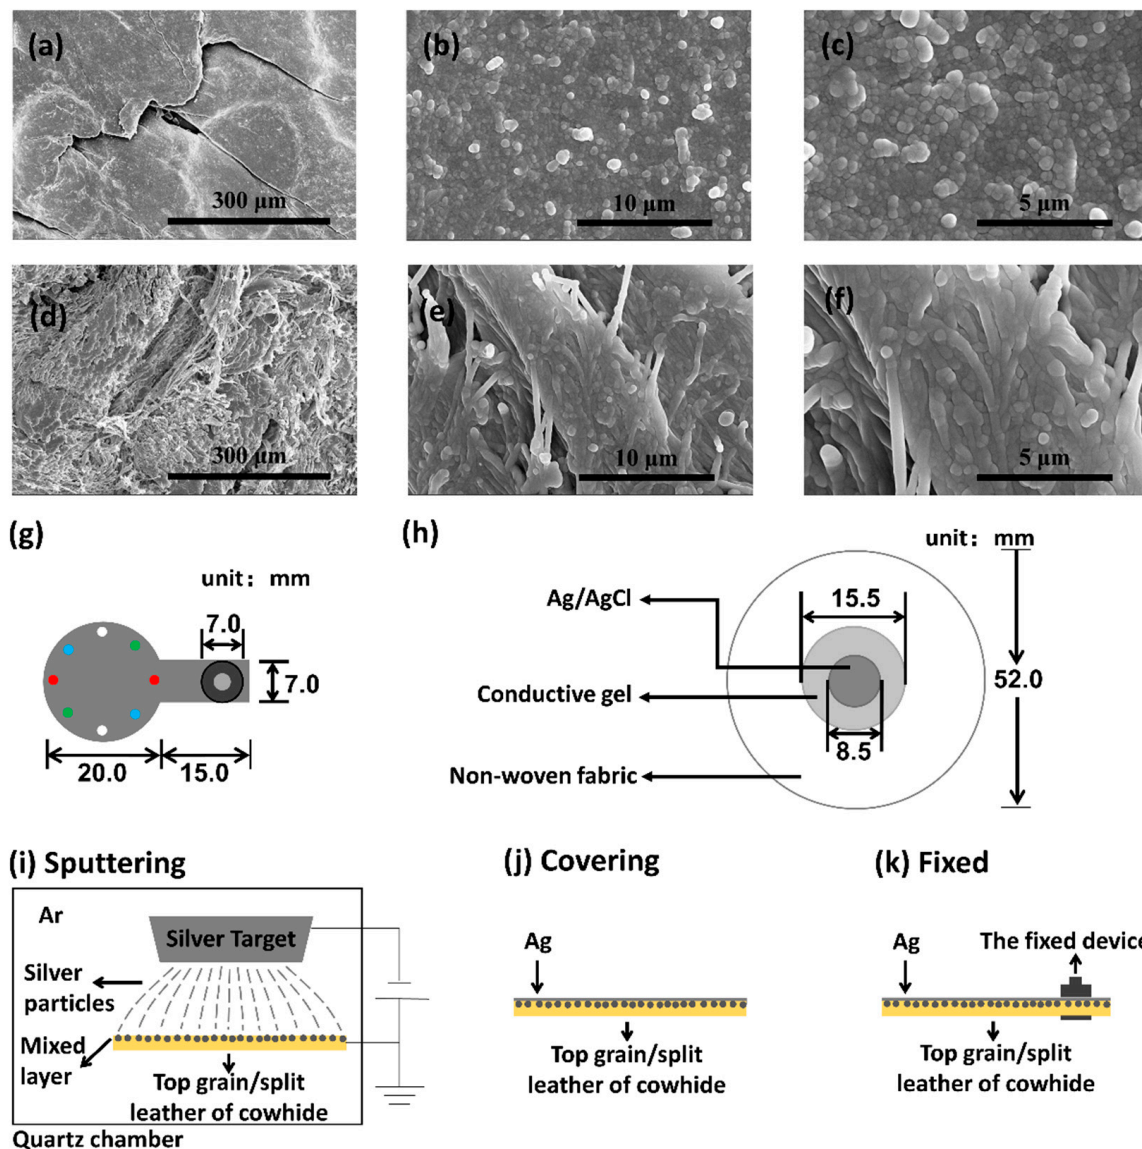 (a)
300 μm
(b)
10 μm
(c)
5 μm
(d)
300 μm
(e)
10 μm
(f)
5 μm
(g)
unit： mm
7.0
7.0
20.0
15.0
(h)
unit： mm
Ag/AgCl
15.5
Conductive gel
52.0
8.5
Non-woven fabric
(i) Sputtering
Ar
Silver Target
Silver
particles
Mixed
layer
Top grain/split
leather of cowhide
Quartz chamber
(j) Covering
Ag
Top grain/split
leather of cowhide
(k) Fixed
Ag
The fixed device
Top grain/split
leather of cowhide